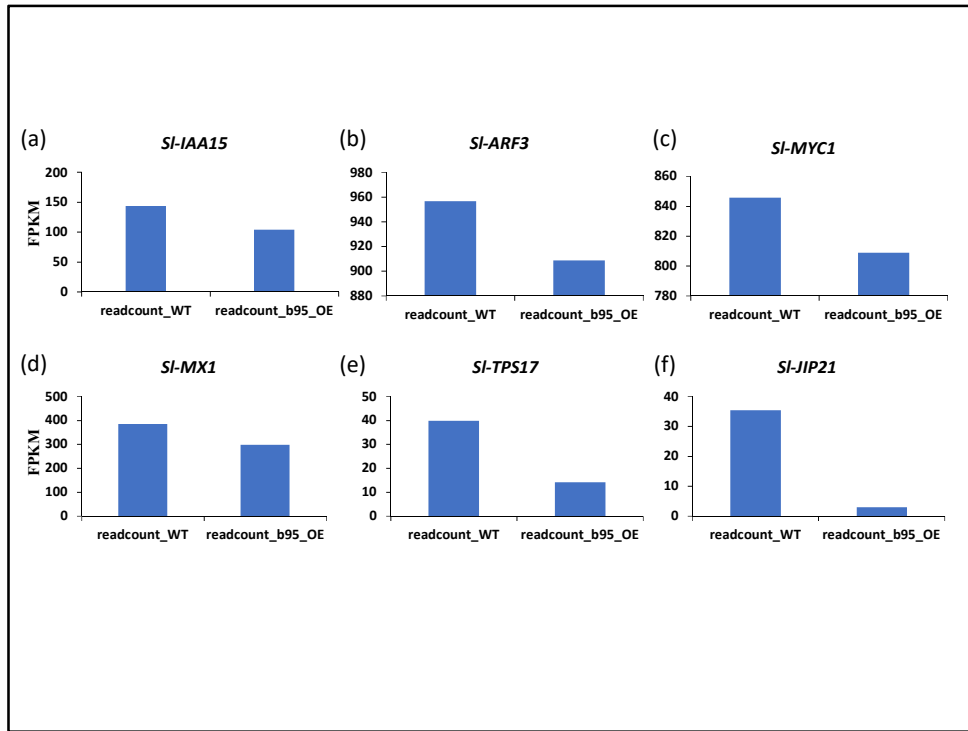 (a)
Sl-IAA15
FPKM
200
150
100
50
0
readcount_WT readcount_b95_OE
(b)
Sl-ARF3
980
960
940
920
900
880
readcount_WT readcount_b95_OE
(c)
Sl-MYC1
860
840
820
800
780
readcount_WT readcount_b95_OE
(d)
Sl-MX1
FPKM
500
400
300
200
100
0
readcount_WT readcount_b95_OE
(e)
Sl-TPS17
50
40
30
20
10
0
readcount_WT readcount_b95_OE
(f)
Sl-JIP21
40
30
20
10
0
readcount_WT readcount_b95_OE